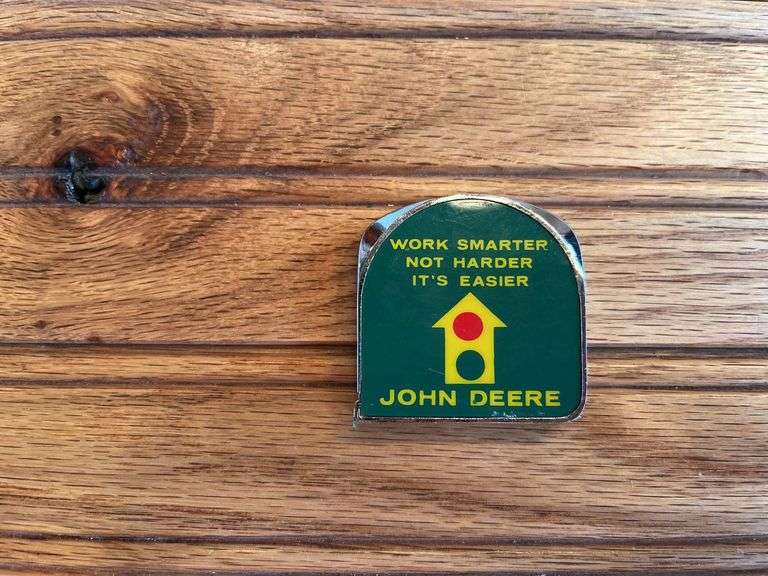 WORK SMARTER
NOT HARDER
IT'S EASIER
JOHN DEERE